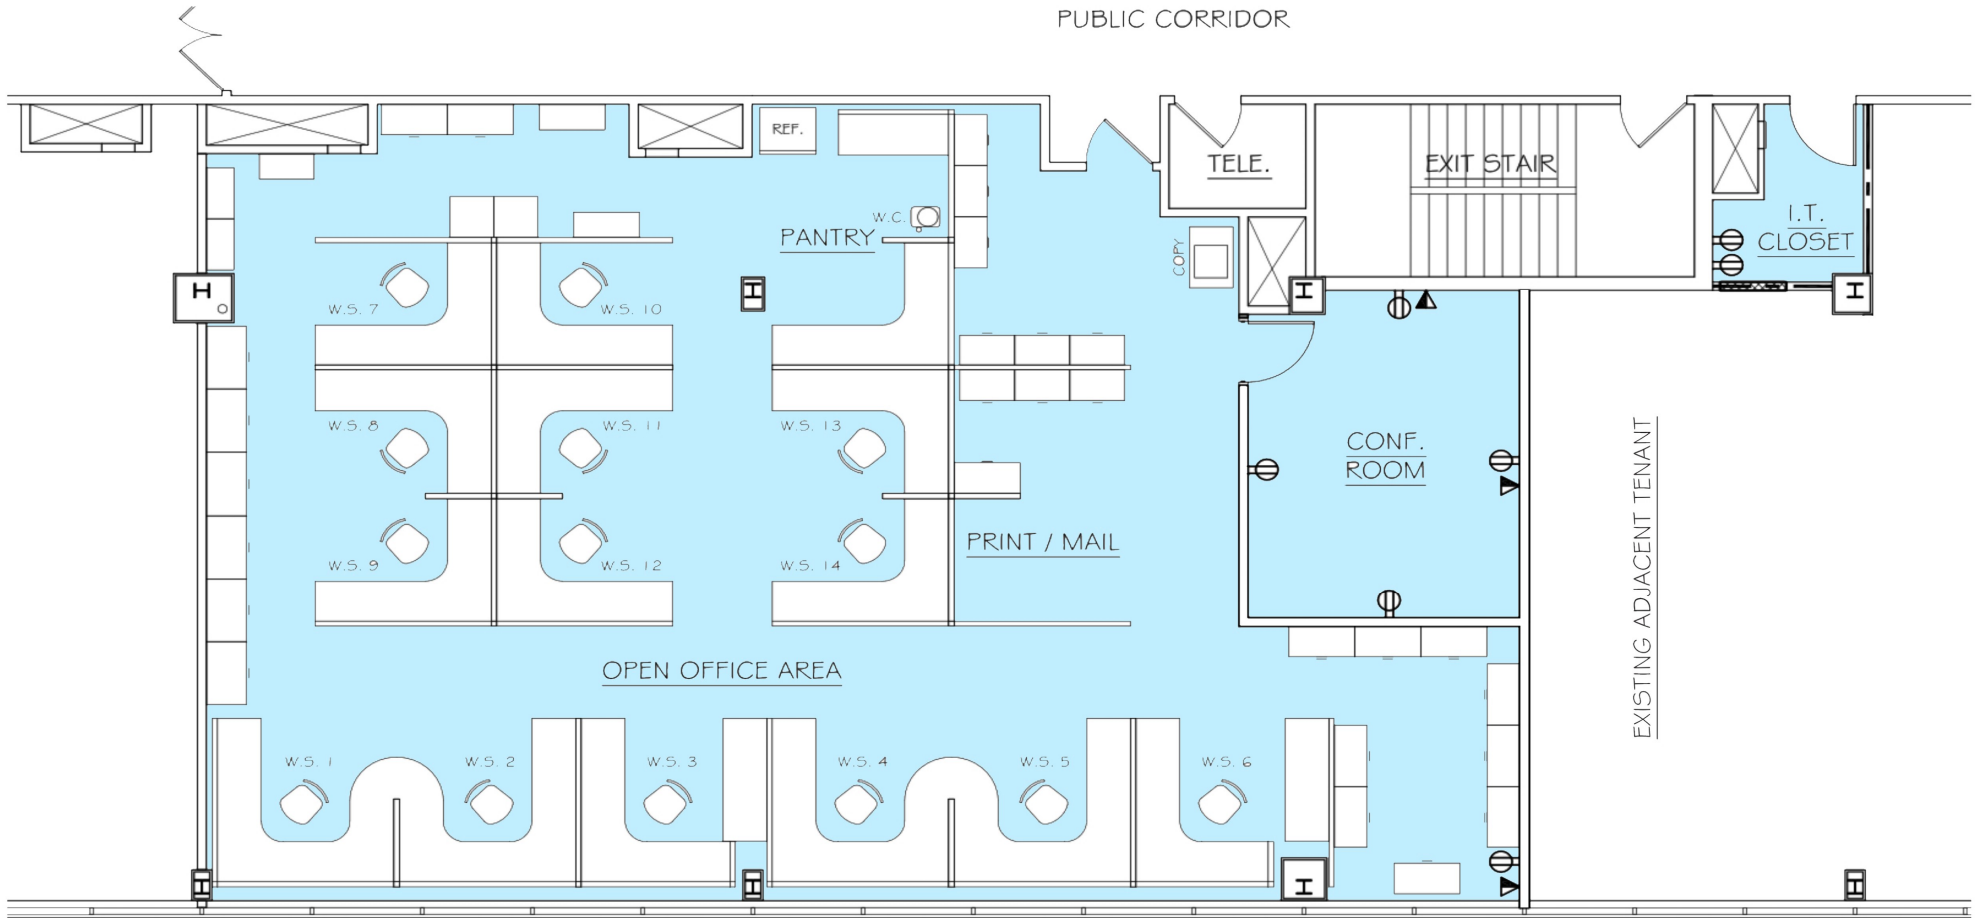 PUBLIC CORRIDOR
REF.
TELE.
EXIT STAIR
I.T.
CLOSET
W.C.
PANTRY
COPY
H
W.S. 7
W.S. 10
H
H
H
W.S. 8
W.S. 11
W.S. 13
CONF.
ROOM
EXISTING ADJACENT TENANT
PRINT / MAIL
W.S. 9
W.S. 12
W.S. 14
OPEN OFFICE AREA
W.S. 1
W.S. 2
W.S. 3
W.S. 4
W.S. 5
W.S. 6
H
H
H
H